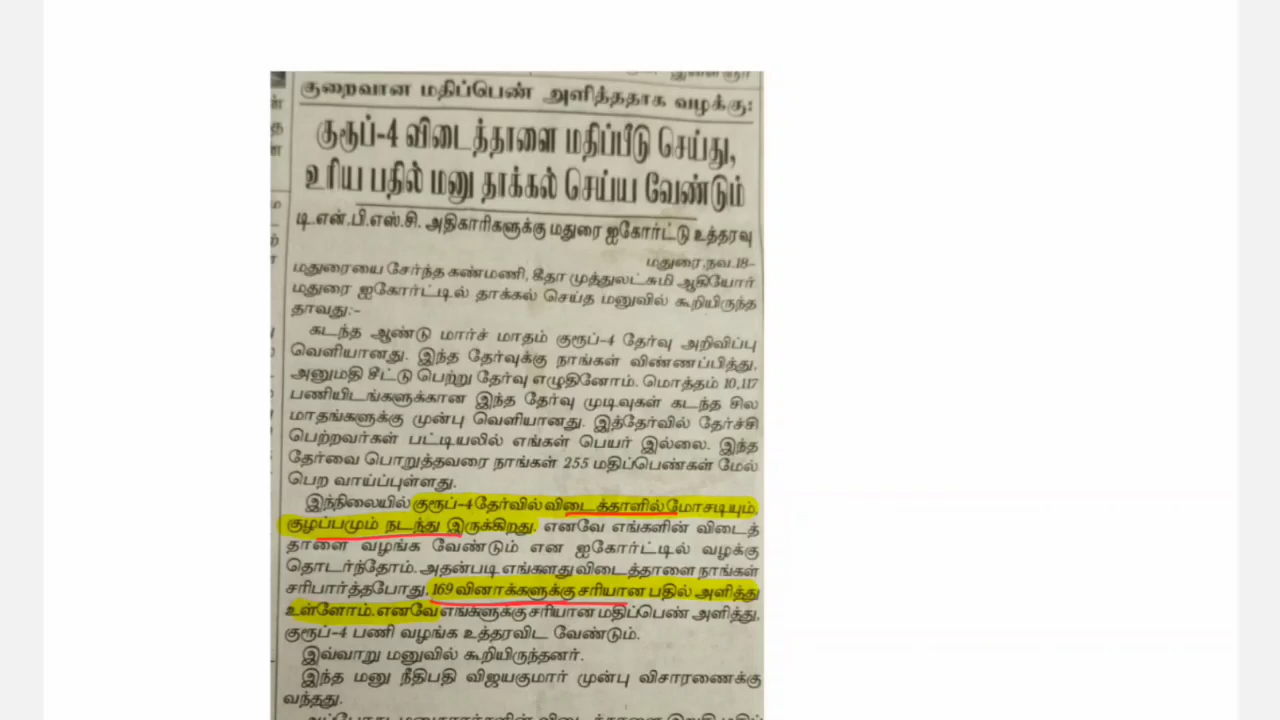 குறைவான மதிப்பெண் அளித்ததாக வழக்கு:
குரூப்-4 விடைத்தாளை மதிப்பீடு செய்து,
உரிய பதில் மனு தாக்கல் செய்ய வேண்டும்
டி.என்.பி.எஸ்.சி. அதிகாரிகளுக்கு மதுரை ஐகோர்ட்டு உத்தரவு
மதுரை,நவ.18-
மதுரையை சேர்ந்த கண்மணி, கீதா முத்துலட்சுமி ஆகியோர்
மதுரை ஐகோர்ட்டில் தாக்கல் செய்த மனுவில் கூறியிருந்த
தாவது:-
கடந்த ஆண்டு மார்ச் மாதம் குரூப்-4 தேர்வு அறிவிப்பு
வெளியானது. இந்த தேர்வுக்கு நாங்கள் விண்ணப்பித்து,
அனுமதி சீட்டு பெற்று தேர்வு எழுதினோம். மொத்தம் 10,117
பணியிடங்களுக்கான இந்த தேர்வு முடிவுகள் கடந்த சில
மாதங்களுக்கு முன்பு வெளியானது. இத்தேர்வில் தேர்ச்சி
பெற்றவர்கள் பட்டியலில் எங்கள் பெயர் இல்லை. இந்த
தேர்வை பொறுத்தவரை நாங்கள் 255 மதிப்பெண்கள் மேல்
பெற வாய்ப்புள்ளது.
இந்நிலையில் குரூப்-4 தேர்வில் விடைத்தாளில் மோசடியும்,
குழப்பமும் நடந்து இருக்கிறது. எனவே எங்களின் விடைத்
தாளை வழங்க வேண்டும் என ஐகோர்ட்டில் வழக்கு
தொடர்ந்தோம். அதன்படி எங்களது விடைத்தாளை நாங்கள்
சரிபார்த்தபோது, 169 வினாக்களுக்கு சரியான பதில் அளித்து
உள்ளோம். எனவே எங்களுக்கு சரியான மதிப்பெண் அளித்து,
குரூப்-4 பணி வழங்க உத்தரவிட வேண்டும்.
இவ்வாறு மனுவில் கூறியிருந்தனர்.
இந்த மனு நீதிபதி விஜயகுமார் முன்பு விசாரணைக்கு
வந்தது.